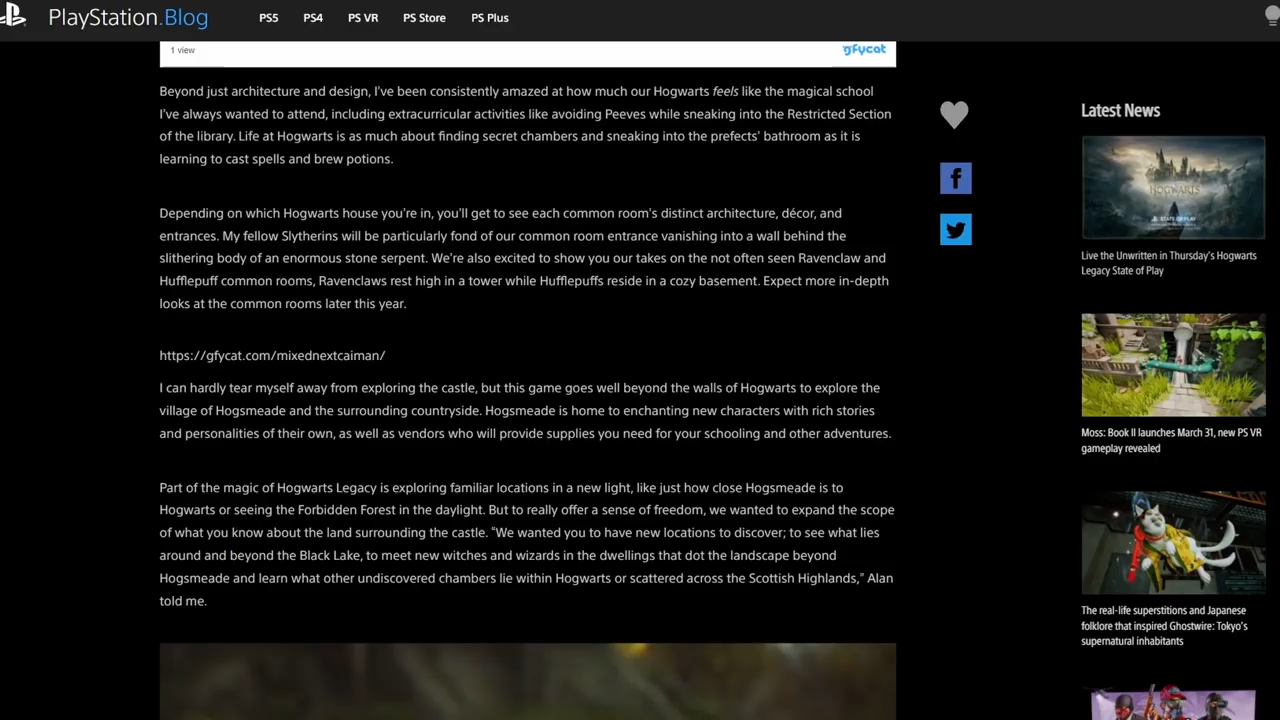 PlayStation.Blog
PS5
PS4
PS VR
PS Store
PS Plus
1 view
gfycat
Beyond just architecture and design, I've been consistently amazed at how much our Hogwarts feels like the magical school
I've always wanted to attend, including extracurricular activities like avoiding Peeves while sneaking into the Restricted Section
of the library. Life at Hogwarts is as much about finding secret chambers and sneaking into the prefects' bathroom as it is
learning to cast spells and brew potions.
Depending on which Hogwarts house you're in, you'll get to see each common room's distinct architecture, décor, and
entrances. My fellow Slytherins will be particularly fond of our common room entrance vanishing into a wall behind the
slithering body of an enormous stone serpent. We're also excited to show you our takes on the not often seen Ravenclaw and
Hufflepuff common rooms, Ravenclaws rest high in a tower while Hufflepuffs reside in a cozy basement. Expect more in-depth
looks at the common rooms later this year.
https://gfycat.com/mixednextcaiman/
I can hardly tear myself away from exploring the castle, but this game goes well beyond the walls of Hogwarts to explore the
village of Hogsmeade and the surrounding countryside. Hogsmeade is home to enchanting new characters with rich stories
and personalities of their own, as well as vendors who will provide supplies you need for your schooling and other adventures.
Part of the magic of Hogwarts Legacy is exploring familiar locations in a new light, like just how close Hogsmeade is to
Hogwarts or seeing the Forbidden Forest in the daylight. But to really offer a sense of freedom, we wanted to expand the scope
of what you know about the land surrounding the castle. "We wanted you to have new locations to discover; to see what lies
around and beyond the Black Lake, to meet new witches and wizards in the dwellings that dot the landscape beyond
Hogsmeade and learn what other undiscovered chambers lie within Hogwarts or scattered across the Scottish Highlands," Alan
told me.
Latest News
HOGWARTS
STATE OF PLAY
Live the Unwritten in Thursday's Hogwarts
Legacy State of Play
Moss: Book II launches March 31, new PS VR
gameplay revealed
The real-life superstitions and Japanese
folklore that inspired Ghostwire: Tokyo's
supernatural inhabitants